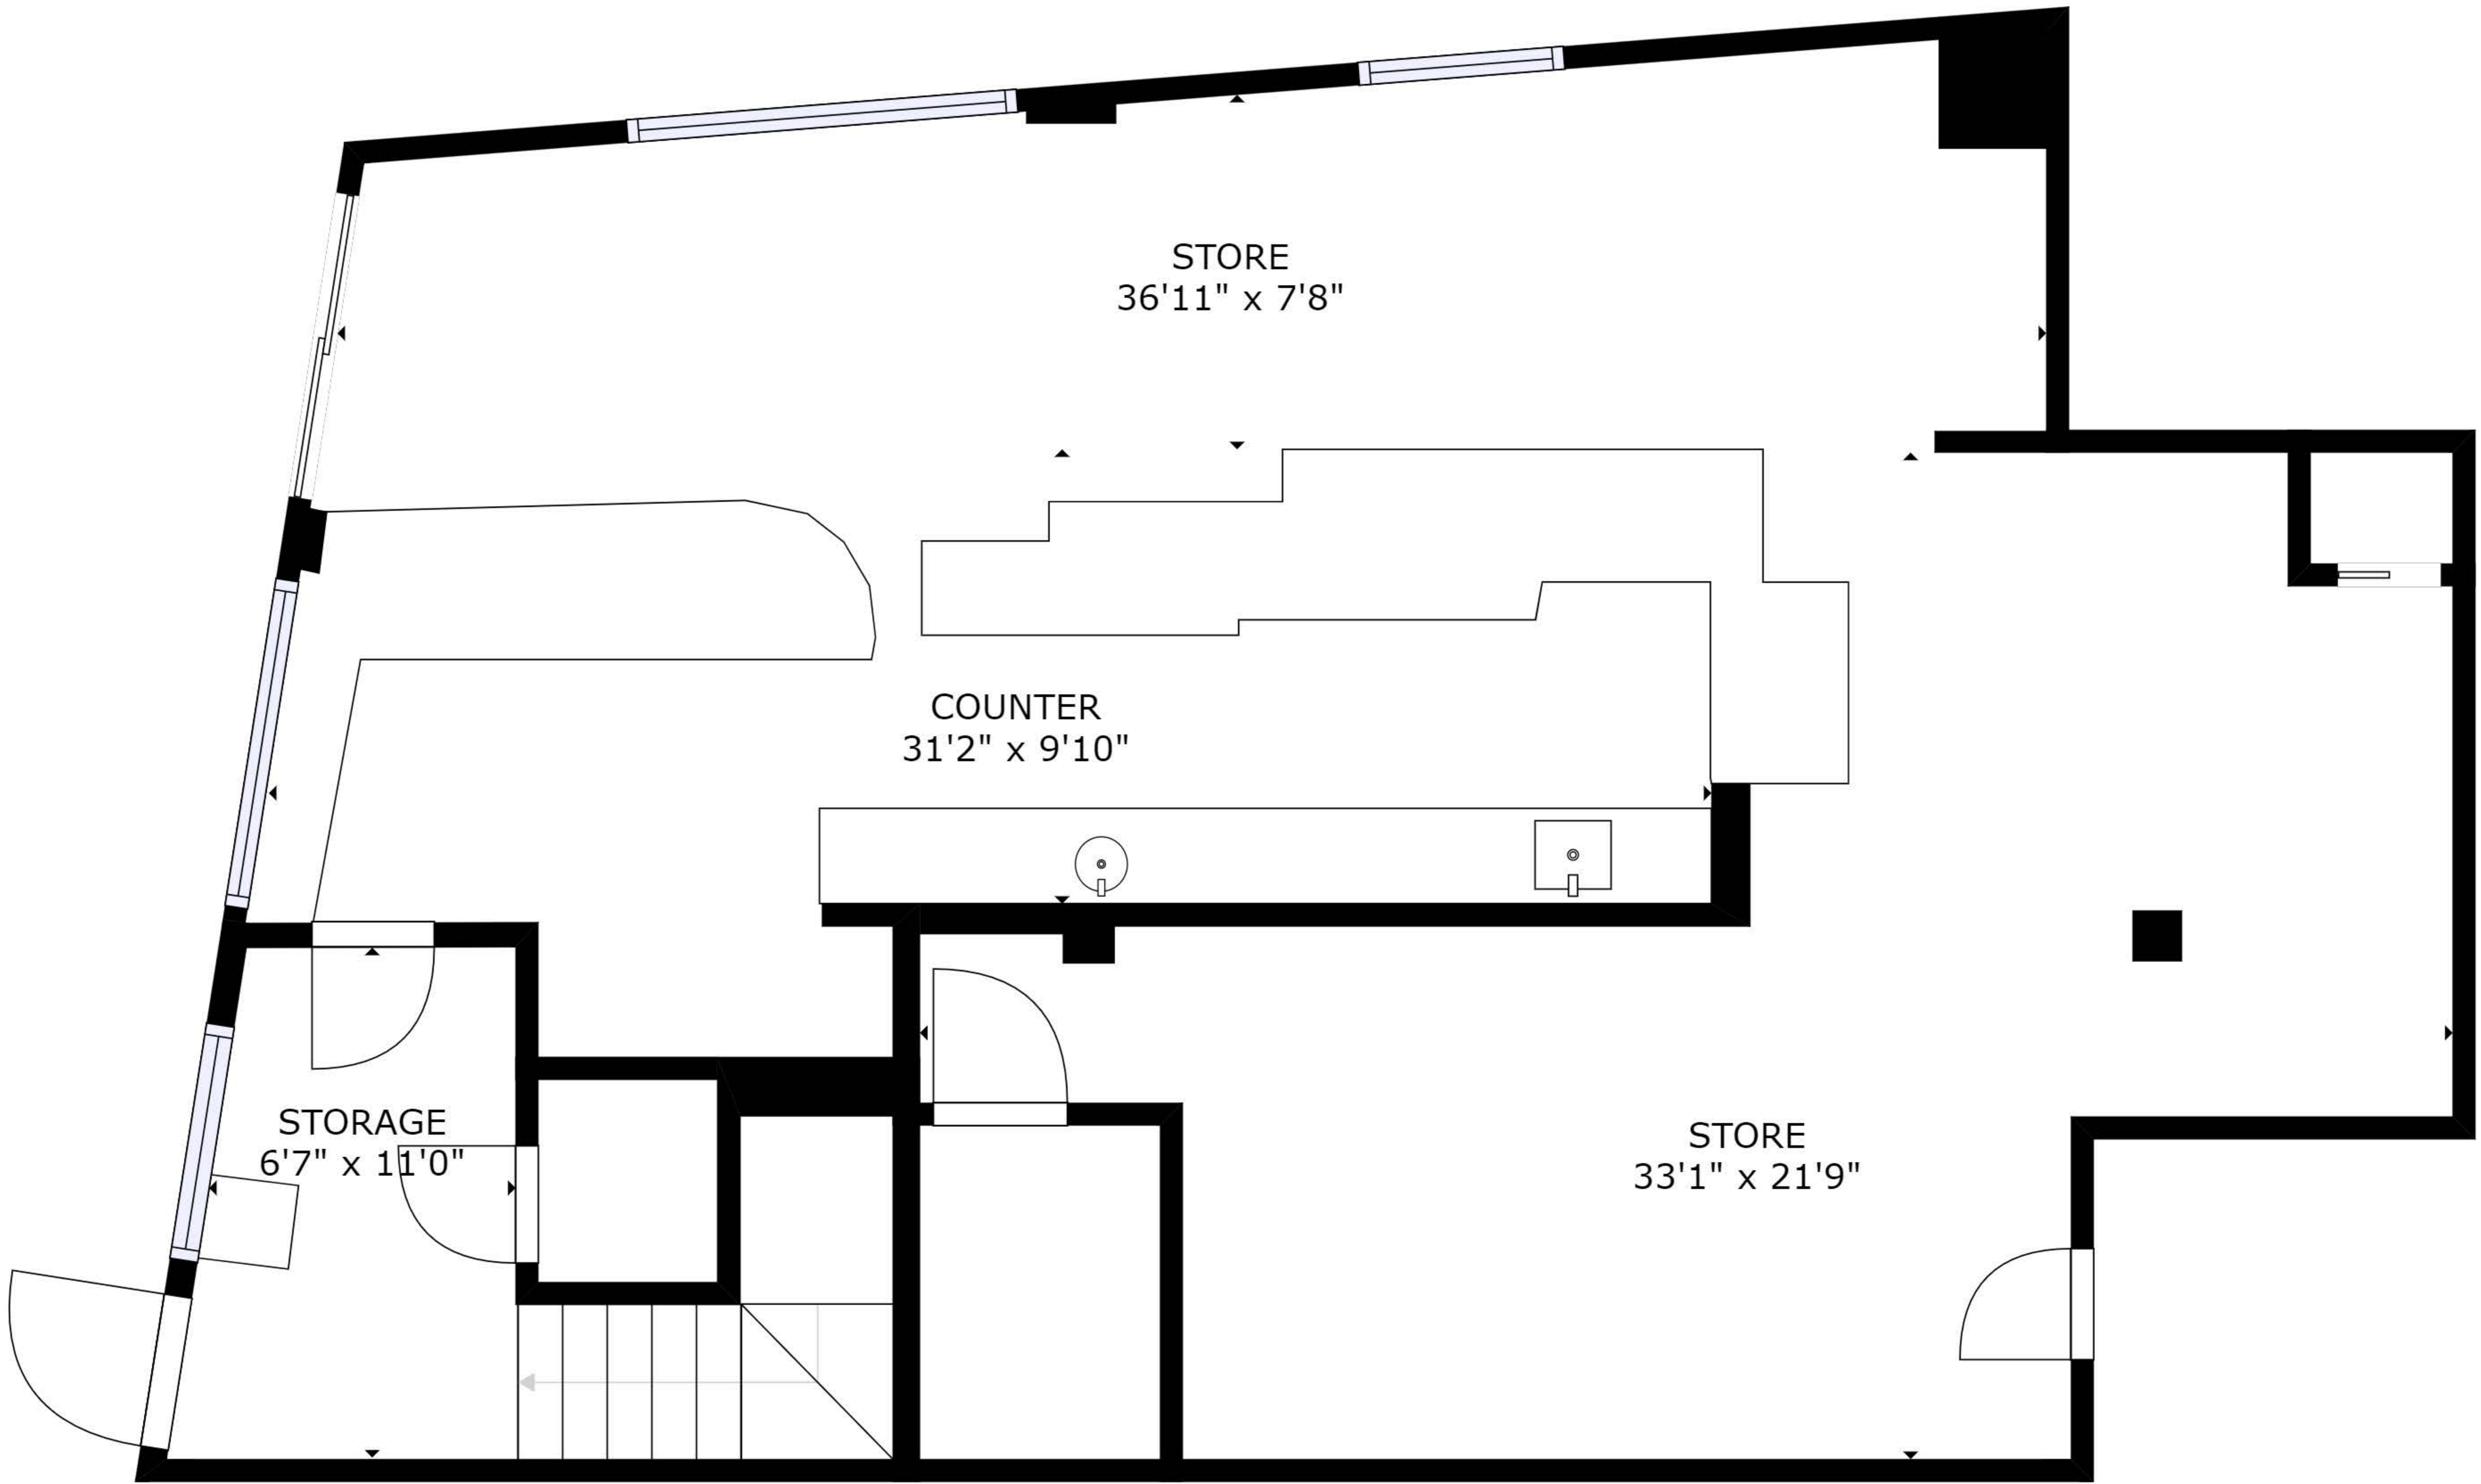 STORE
36'11" x 7'8"
COUNTER
31'2" x 9'10"
STORAGE
6'7" x 11'0"
STORE
33'1" x 21'9"